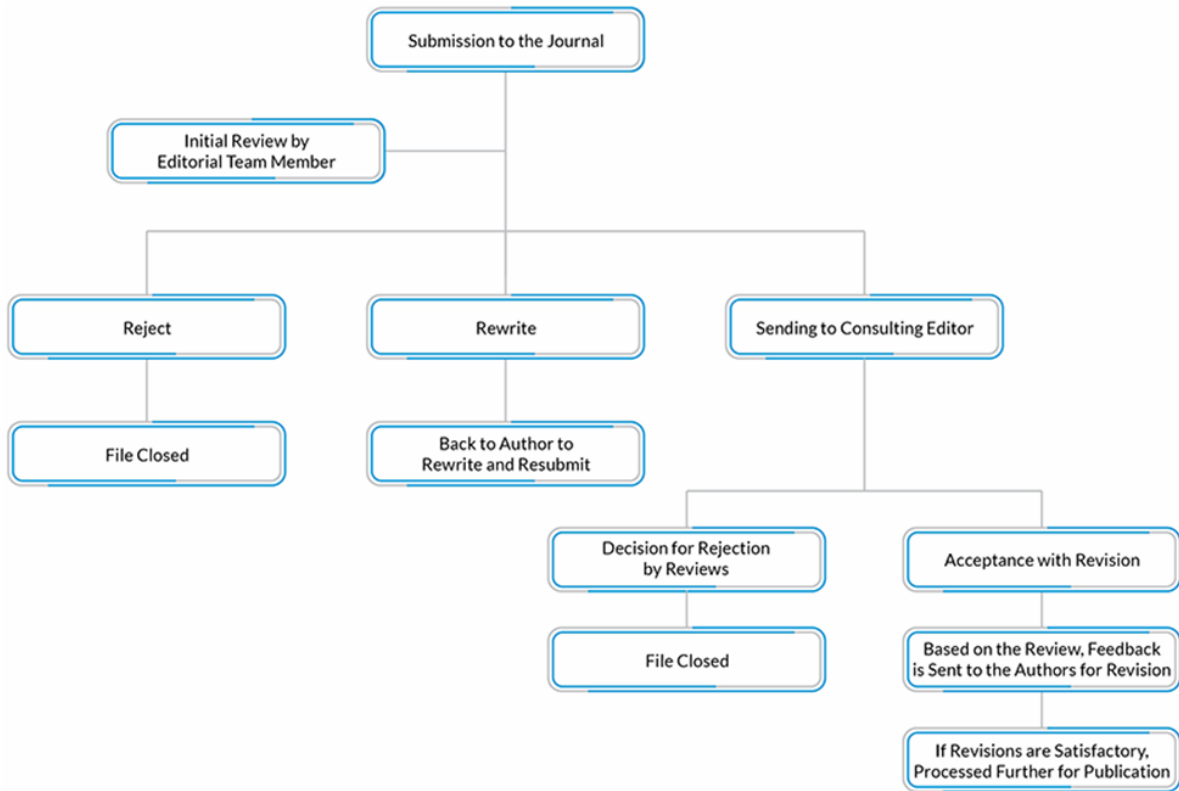 Submission to the Journal
Initial Review by
Editorial Team Member
Reject
Rewrite
Sending to Consulting Editor
File Closed
Back to Author to
Rewrite and Resubmit
Decision for Rejection
by Reviews
Acceptance with Revision
File Closed
Based on the Review, Feedback
is Sent to the Authors for Revision
If Revisions are Satisfactory,
Processed Further for Publication